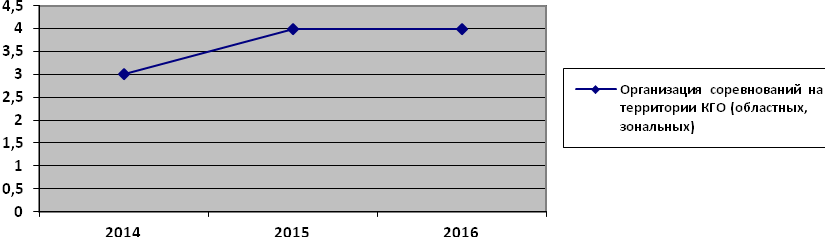 4,5
4
3,5
3
2,5
2
1,5
1
0,5
0
2014 2015 2016
Организация соревнований на
территории КГО (областных,
зональных)